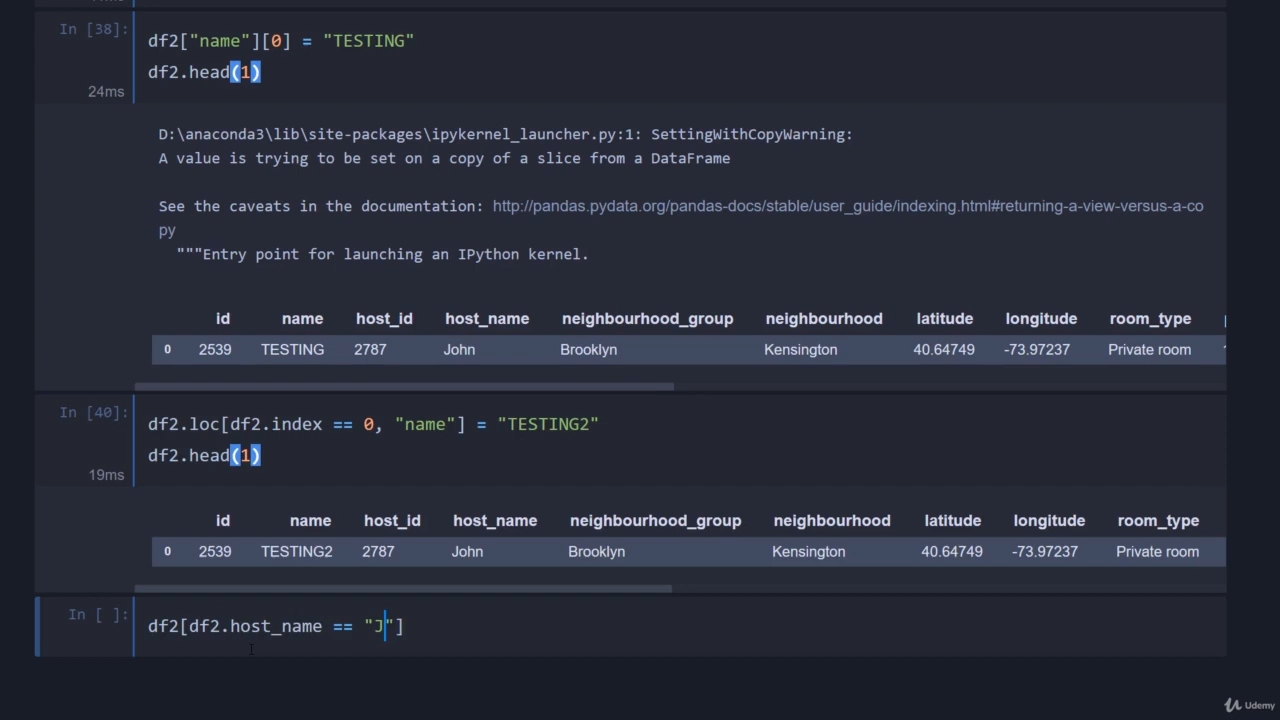 In [38]:
df2["name"][0] = "TESTING"
df2.head(1)
24ms
D:\anaconda3\lib\site-packages\ipykernel_launcher.py:1: SettingWithCopyWarning:
A value is trying to be set on a copy of a slice from a DataFrame
See the caveats in the documentation: http://pandas.pydata.org/pandas-docs/stable/user_guide/indexing.html#returning-a-view-versus-a-co
py
"""Entry point for launching an IPython kernel.
id name host_id host_name neighbourhood_group neighbourhood latitude longitude room_type
0 2539 TESTING 2787 John Brooklyn Kensington 40.64749 -73.97237 Private room
In [40]:
df2.loc[df2.index == 0, "name"] = "TESTING2"
df2.head(1)
19ms
id name host_id host_name neighbourhood_group neighbourhood latitude longitude room_type
0 2539 TESTING2 2787 John Brooklyn Kensington 40.64749 -73.97237 Private room
In [ ]:
df2[df2.host_name == "J"]
Udemy